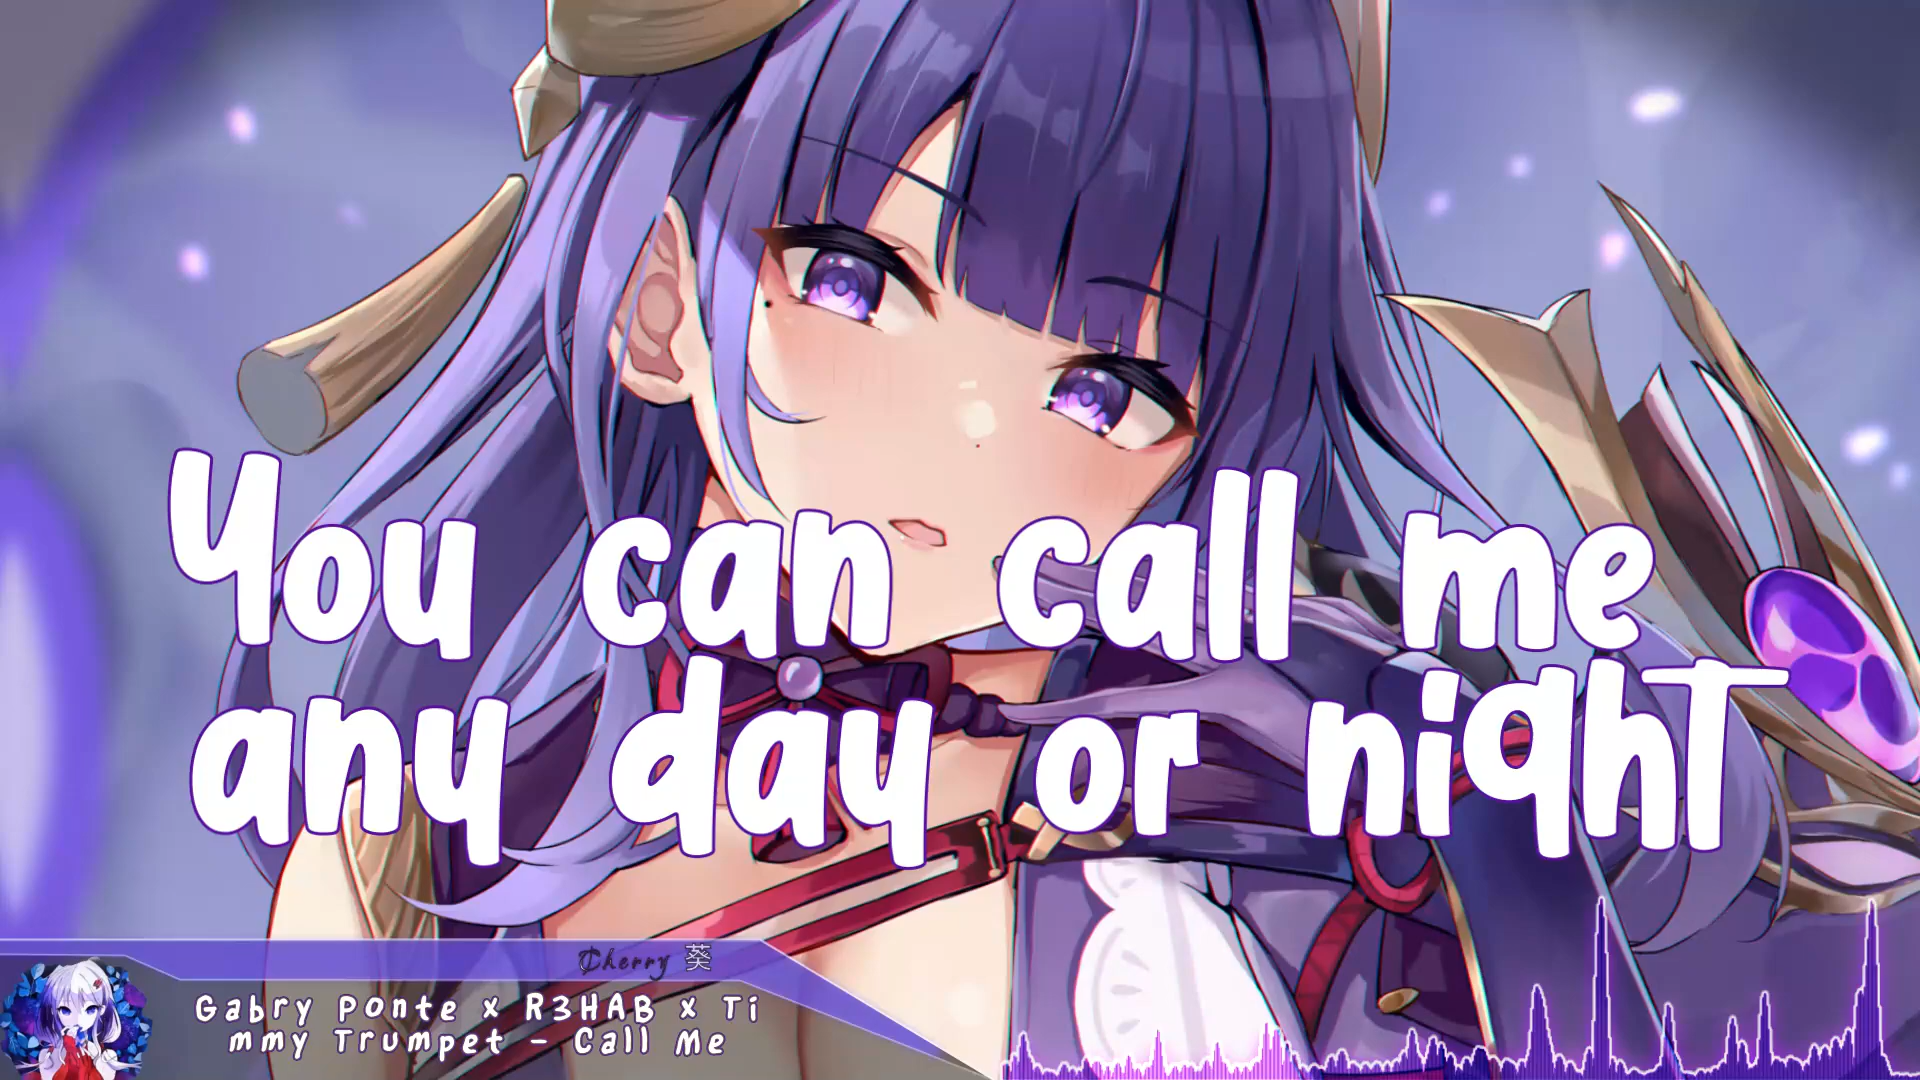 You can call me
any day or nighT
Cherry 葵
Gabry Ponte x R3HAB x Ti
mmy Trumpet - Call Me